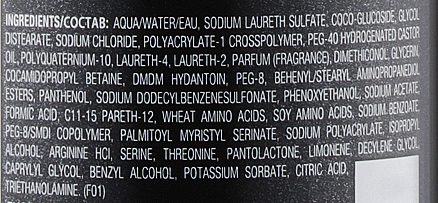 INGREDIENTS/СОСТАВ: AQUA/WATER/EAU, SODIUM LAURETH SULFATE, COCO-GLUCOSIDE, GLYCOL
DISTEARATE, SODIUM CHLORIDE, POLYACRYLATE-1 CROSSPOLYMER, PEG-40 HYDROGENATED CASTOR
OIL, POLYQUATERNIUM-10, LAURETH-4, LAURETH-2, PARFUM (FRAGRANCE), DIMETHICONOL, GLYCERIN,
COCAMIDOPROPYL BETAINE, DMDM HYDANTOIN, PEG-8, BEHENYL/STEARYL AMINOPROPANEDIOL
ESTERS, PANTHENOL, SODIUM DODECYLBENZENESULFONATE, PHENOXYETHANOL, SODIUM ACETATE,
FORMIC ACID, C11-15 PARETH-12, WHEAT AMINO ACIDS, SOY AMINO ACIDS, SODIUM BENZOATE,
PEG-8/SMDI COPOLYMER, PALMITOYL MYRISTYL SERINATE, SODIUM POLYACRYLATE, ISOPROPYL
ALCOHOL, ARGININE HCl, SERINE, THREONINE, PANTOLACTONE, LIMONENE, DECYLENE GLYCOL,
CAPRYLYL GLYCOL, BENZYL ALCOHOL, POTASSIUM SORBATE, CITRIC ACID,
TRIETHANOLAMINE. (F01)